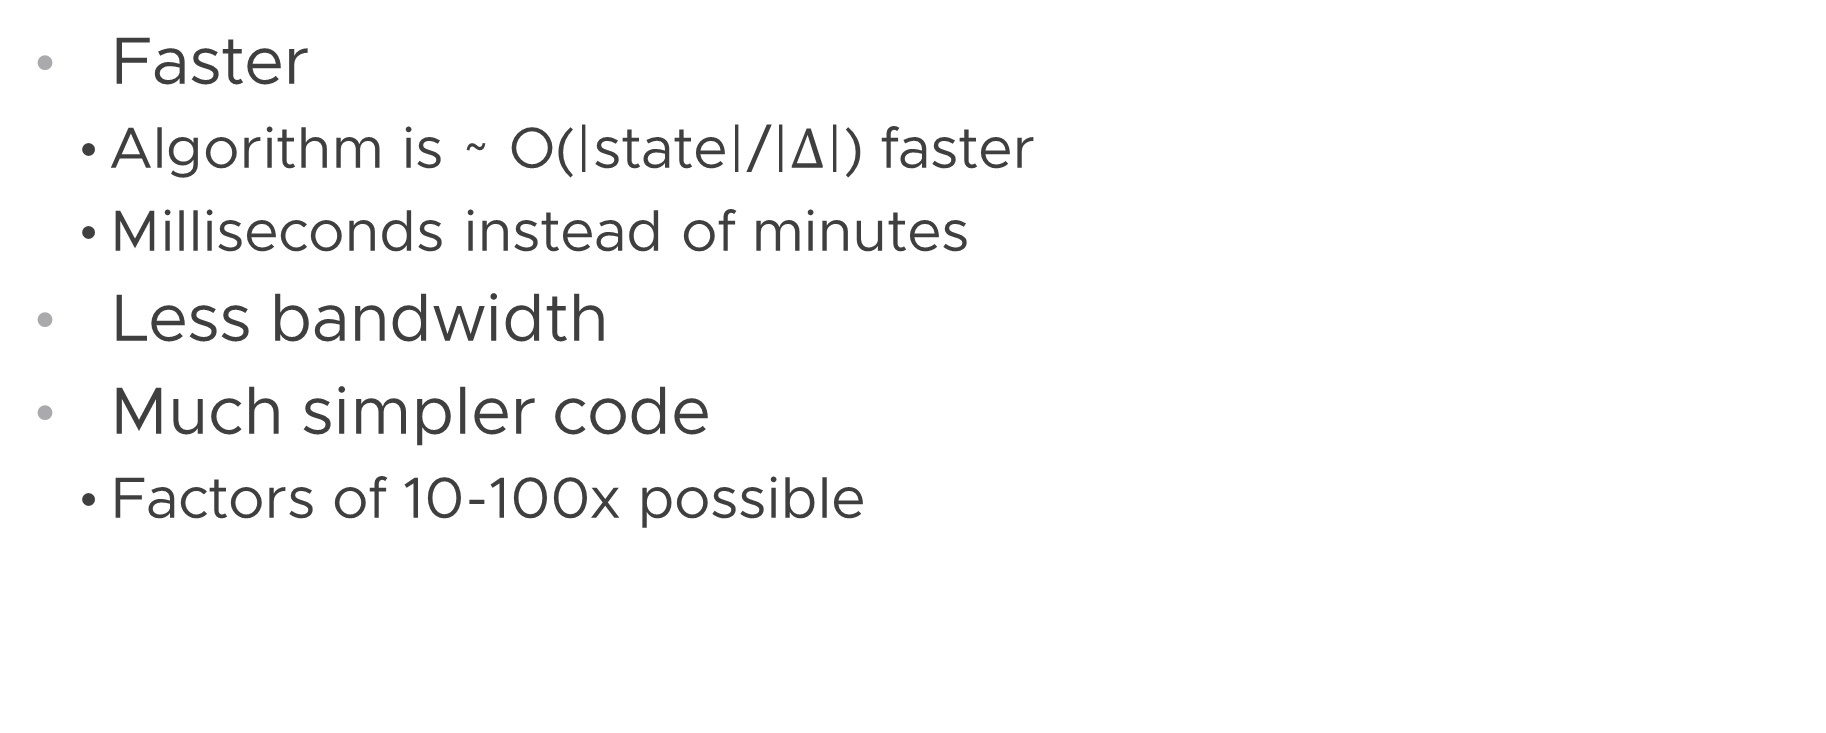 • Faster
• Algorithm is ~ O(|state|/|Δ|) faster
• Milliseconds instead of minutes
• Less bandwidth
• Much simpler code
• Factors of 10-100x possible